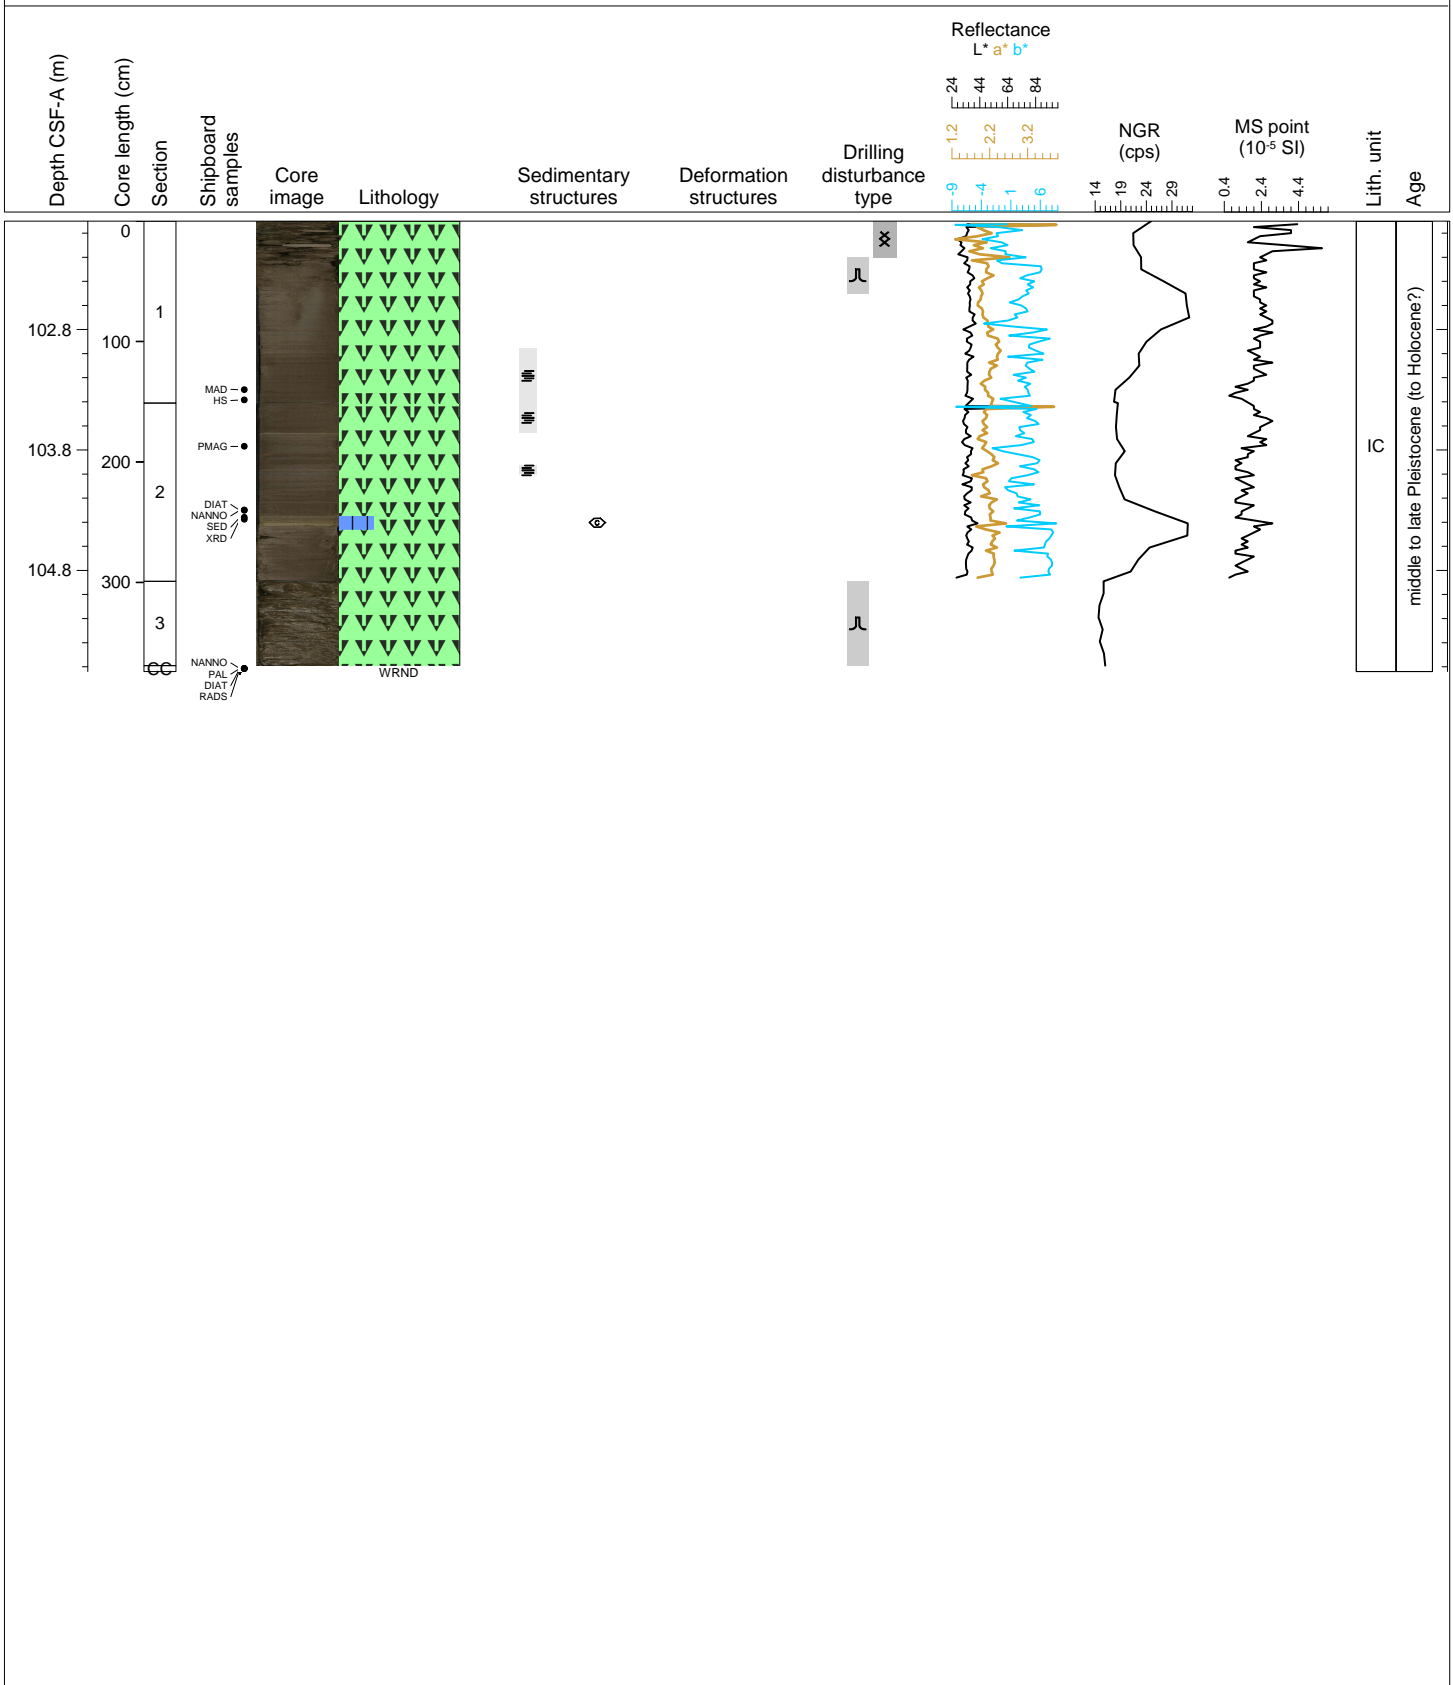 Depth CSF-A (m)
Core length (cm)
Section
Shipboard
samples
Core
image
Lithology
Sedimentary
structures
Deformation
structures
Drilling
disturbance
type
Reflectance
L* a* b*
24 44 64 84
1.2 2.2 3.2
-9 -4 1 6
NGR
(cps)
14 19 24 29
MS point
(10⁻⁵ SI)
0.4 2.4 4.4
Lith. unit
Age
0
1
102.8
100
MAD
HS
PMAG
103.8
200
2
DIAT
NANNO
SED
XRD
104.8
300
3
NANNO
CC
PAL
DIAT
RADS
WRND
IC
middle to late Pleistocene (to Holocene?)